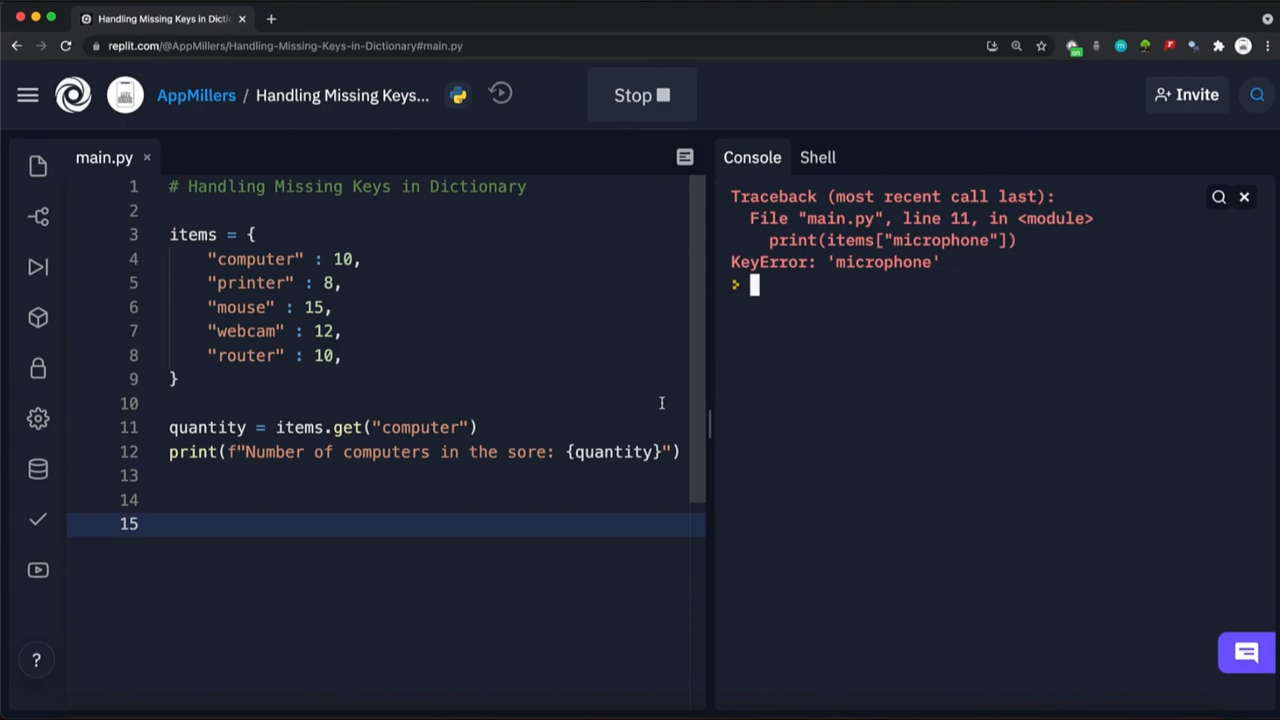 Handling Missing Keys in Dictio
replit.com/@AppMillers/Handling-Missing-Keys-in-Dictionary#main.py
AppMillers / Handling Missing Keys...
Stop
Invite
main.py
1 # Handling Missing Keys in Dictionary
2
3 items = {
4 "computer" : 10,
5 "printer" : 8,
6 "mouse" : 15,
7 "webcam" : 12,
8 "router" : 10,
9 }
10
11 quantity = items.get("computer")
12 print(f"Number of computers in the sore: {quantity}")
13
14
15
Console Shell
Traceback (most recent call last):
File "main.py", line 11, in <module>
print(items["microphone"])
KeyError: 'microphone'
?